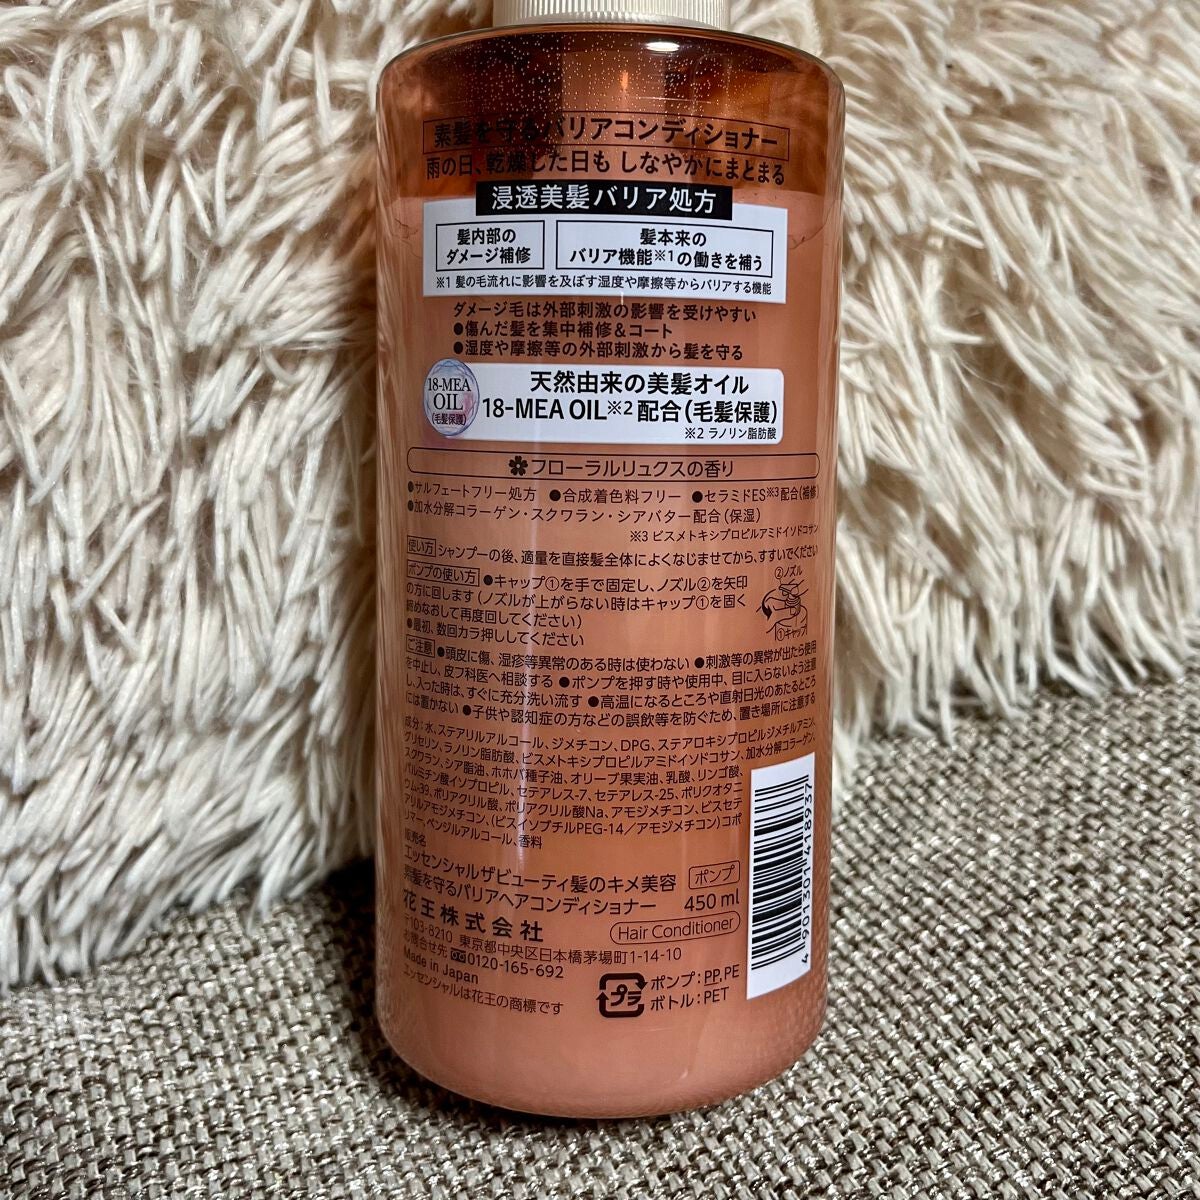 素髪を守るバリアコンディショナー
雨の日、乾燥した日も しなやかにまとまる
浸透美髪バリア処方
髪内部の
ダメージ補修
髪本来の
バリア機能※1の働きを補う
※1 髪の毛流れに影響を及ぼす湿度や摩擦等からバリアする機能
ダメージ毛は外部刺激の影響を受けやすい
●傷んだ髪を集中補修&コート
●湿度や摩擦等の外部刺激から髪を守る
18-MEA
OIL
(毛髪保護)
天然由来の美髪オイル
18-MEA OIL※2 配合(毛髪保護)
※2 ラノリン脂肪酸
フローラルリュクスの香り
●サルフェートフリー処方 ●合成着色料フリー ●セラミドES※3配合(補修)
●加水分解コラーゲン・スクワラン・シアバター配合(保湿)
※3 ビスメトキシプロピルアミドイソドコサン
使い方 シャンプーの後、適量を直接髪全体によくなじませてから、すすいでください
ポンプの使い方 ●キャップ①を手で固定し、ノズル②を矢印
の方に回します(ノズルが上がらない時はキャップ①を固く
締めなおして再度回してください)
●最初、数回カラ押ししてください
②ノズル
①キャップ
ご注意 ●頭皮に傷、湿疹等異常のある時は使わない ●刺激等の異常が出たら使用
を中止し、皮フ科医へ相談する ●ポンプを押す時や使用中、目に入らないよう注意
し、入った時は、すぐに充分洗い流す ●高温になるところや直射日光のあたるところ
には置かない ●子供や認知症の方などの誤飲等を防ぐため、置き場所に注意する
成分:水、ステアリルアルコール、ジメチコン、DPG、ステアロキシプロピルジメチルアミン、
グリセリン、ラノリン脂肪酸、ビスメトキシプロピルアミドイソドコサン、加水分解コラーゲン、
スクワラン、シア脂油、ホホバ種子油、オリーブ果実油、乳酸、リンゴ酸、
パルミチン酸イソプロピル、セテアレス-7、セテアレス-25、ポリクオタニ
ウム-39、ポリアクリル酸、ポリアクリル酸Na、アモジメチコン、ビスセテ
アリルアモジメチコン、(ビスイソブチルPEG-14/アモジメチコン)コポ
リマー、ベンジルアルコール、香料
販売名
エッセンシャルザビューティ髪のキメ美容
素髪を守るバリアヘアコンディショナー
ポンプ
450 ml
花王株式会社
Hair Conditioner
〒103-8210 東京都中央区日本橋茅場町1-14-10
お問合せ先 0120-165-692
Made in Japan
エッセンシャルは花王の商標です
プラ
ポンプ: PP, PE
ボトル: PET
4 901301 418937